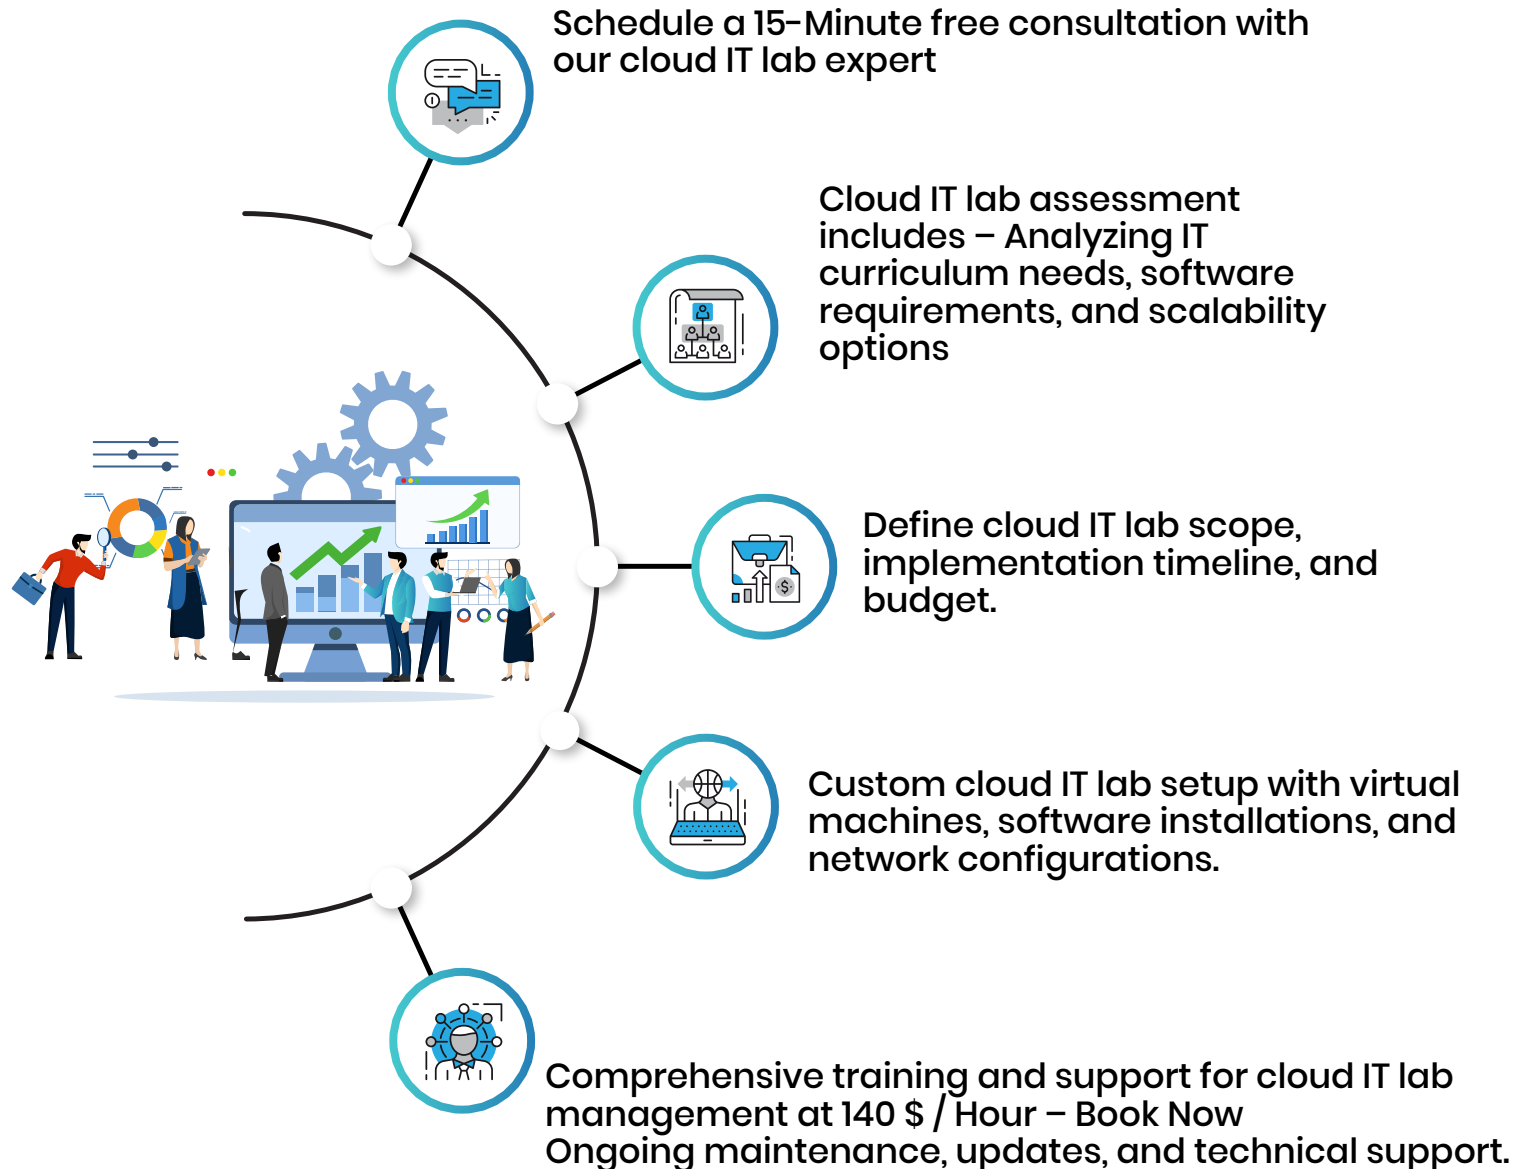 Schedule a 15-Minute free consultation with
our cloud IT lab expert
Cloud IT lab assessment
includes – Analyzing IT
curriculum needs, software
requirements, and scalability
options
Define cloud IT lab scope,
implementation timeline, and
budget.
Custom cloud IT lab setup with virtual
machines, software installations, and
network configurations.
Comprehensive training and support for cloud IT lab
management at 140 $ / Hour – Book Now
Ongoing maintenance, updates, and technical support.